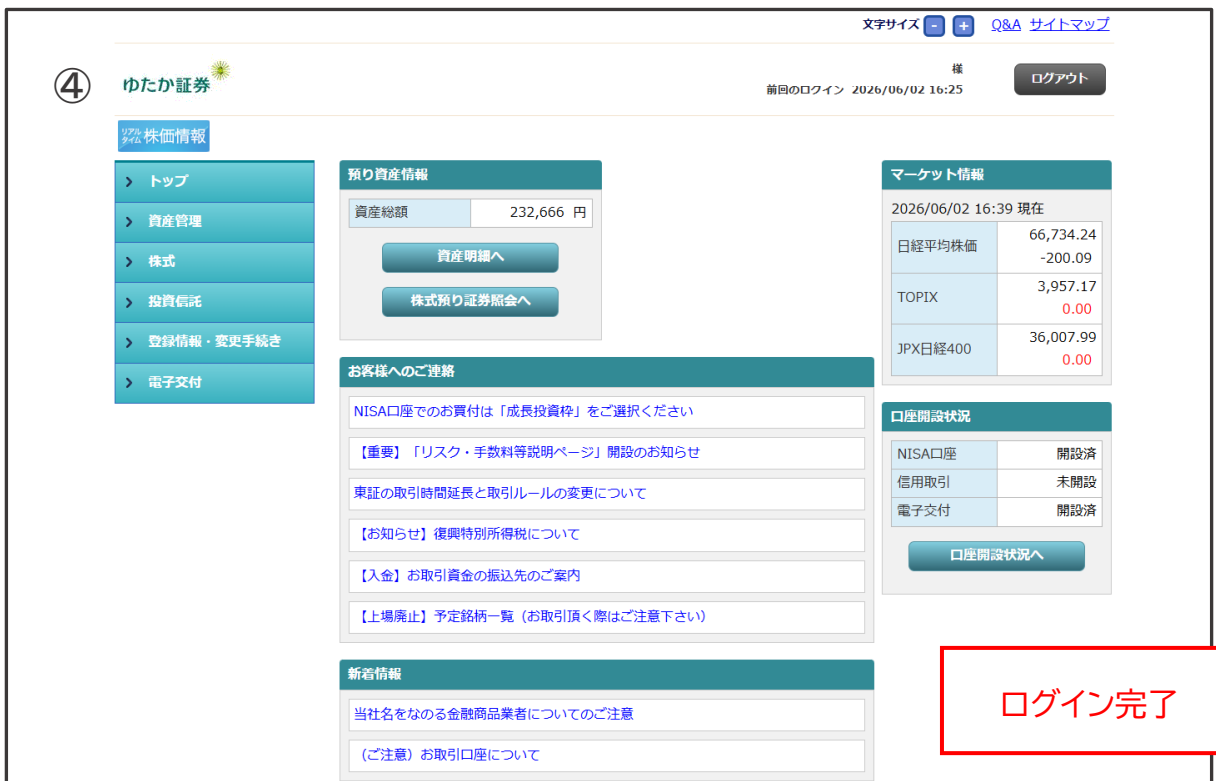 文字サイズ - + Q&A サイトマップ
④
ゆたか証券
様
前回のログイン 2026/06/02 16:25
ログアウト
リアルタイム 株価情報
トップ
資産管理
株式
投資信託
登録情報・変更手続き
電子交付
預り資産情報
資産総額 232,666 円
資産明細へ
株式預り証券照会へ
お客様へのご連絡
NISA口座でのお買付は「成長投資枠」をご選択ください
【重要】「リスク・手数料等説明ページ」開設のお知らせ
東証の取引時間延長と取引ルールの変更について
【お知らせ】復興特別所得税について
【入金】お取引資金の振込先のご案内
【上場廃止】予定銘柄一覧（お取引頂く際はご注意下さい）
新着情報
当社名をなのる金融商品業者についてのご注意
（ご注意）お取引口座について
マーケット情報
2026/06/02 16:39 現在
日経平均株価 66,734.24
-200.09
TOPIX 3,957.17
0.00
JPX日経400 36,007.99
0.00
口座開設状況
NISA口座 開設済
信用取引 未開設
電子交付 開設済
口座開設状況へ
ログイン完了